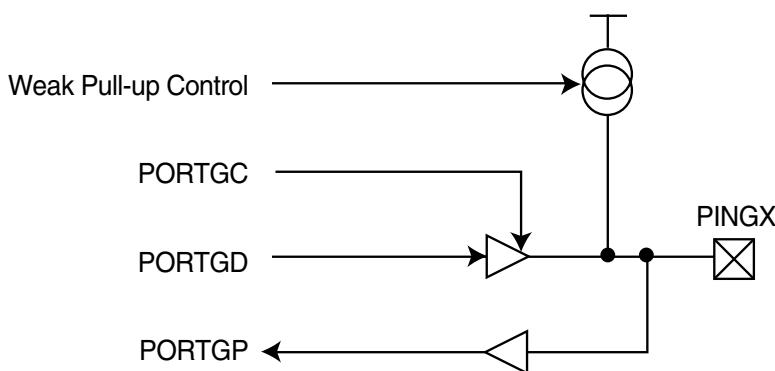 Weak Pull-up Control
PORTGC
PINGX
PORTGD
PORTGP